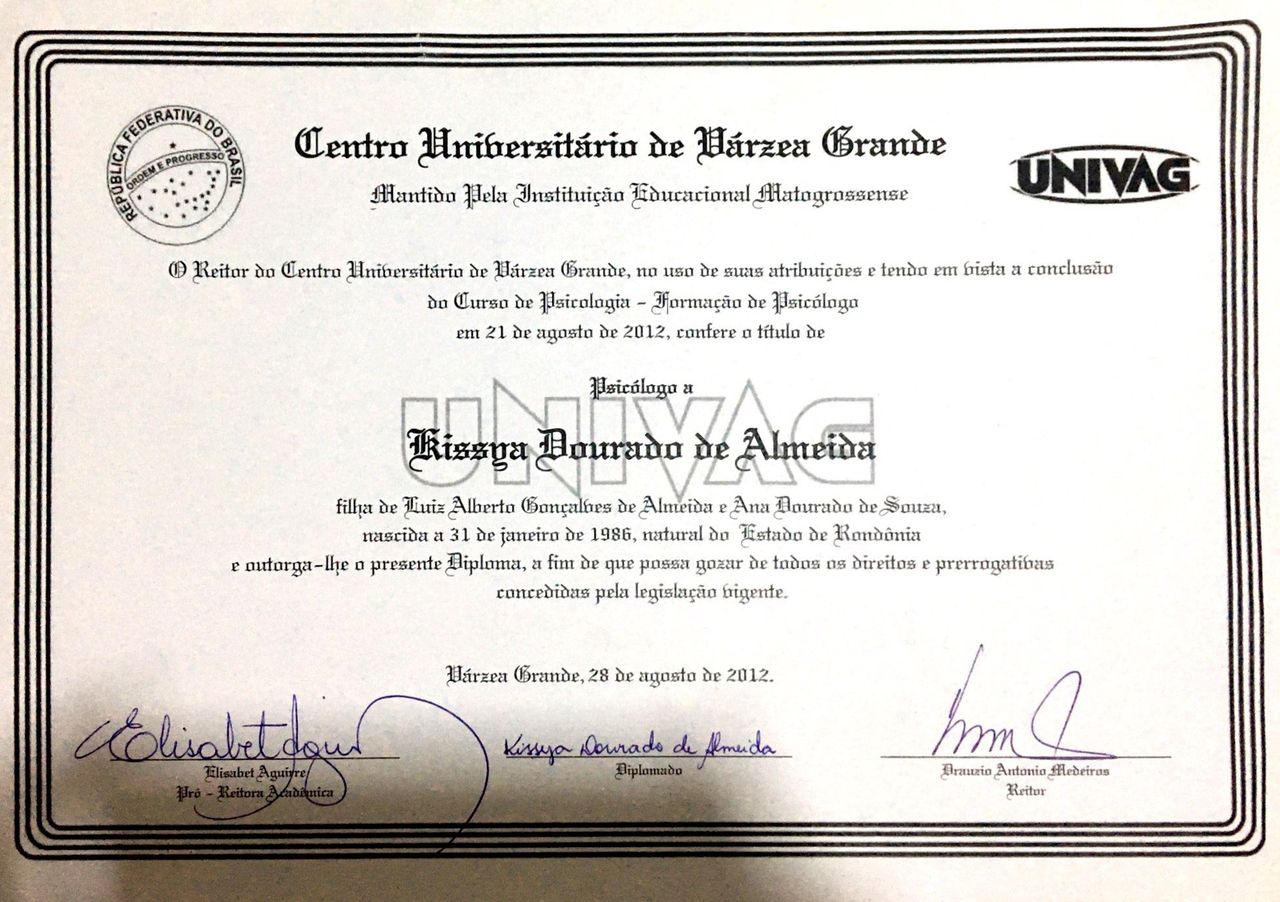 REPÚBLICA FEDERATIVA DO BRASIL
ORDEM E PROGRESSO
Centro Universitário de Várzea Grande
Mantido Pela Instituição Educacional Matogrossense
UNIVAG
O Reitor do Centro Universitário de Várzea Grande, no uso de suas atribuições e tendo em vista a conclusão
do Curso de Psicologia - Formação de Psicólogo
em 21 de agosto de 2012, confere o título de
Psicólogo a
UNIVAG
Kissya Dourado de Almeida
filha de Luiz Alberto Gonçalves de Almeida e Ana Dourado de Souza,
nascida a 31 de janeiro de 1986, natural do Estado de Rondônia
e outorga-lhe o presente Diploma, a fim de que possa gozar de todos os direitos e prerrogativas
concedidas pela legislação vigente.
Várzea Grande, 28 de agosto de 2012.
Kissya Dourado de Almeida
Elisabet Aguirre
Pró - Reitora Acadêmica
Diplomado
Drauzio Antonio Medeiros
Reitor